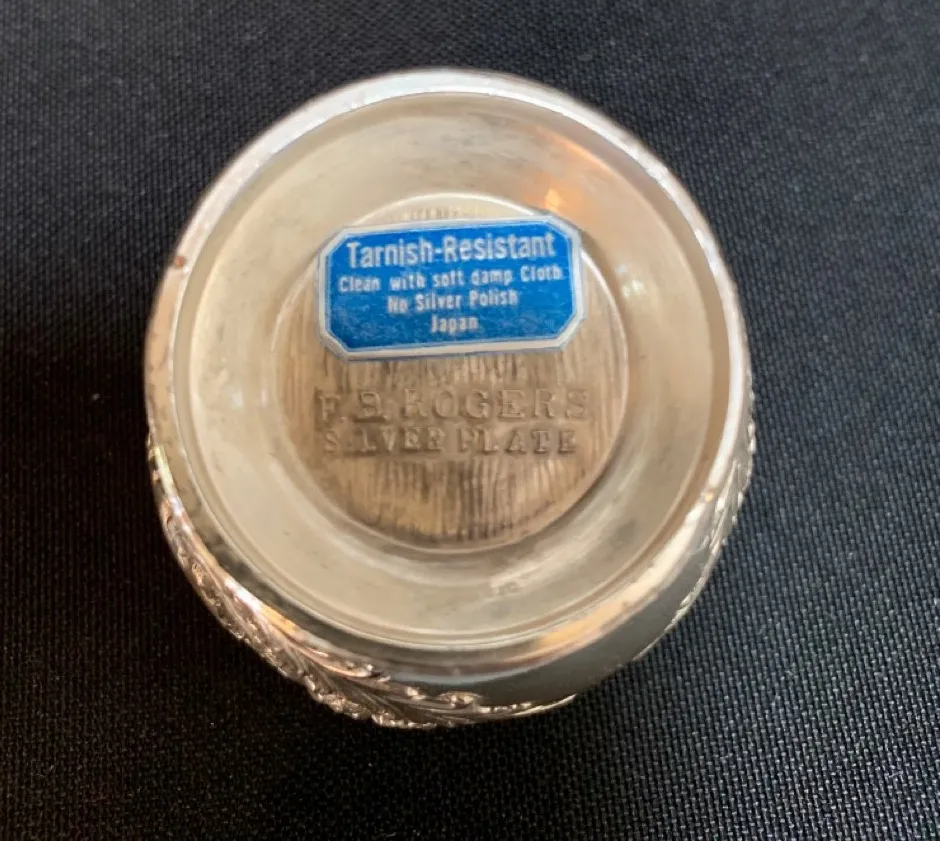 Tarnish-Resistant
Clean with soft damp Cloth
No Silver Polish
Japan
F.B. ROGERS
SILVER PLATE